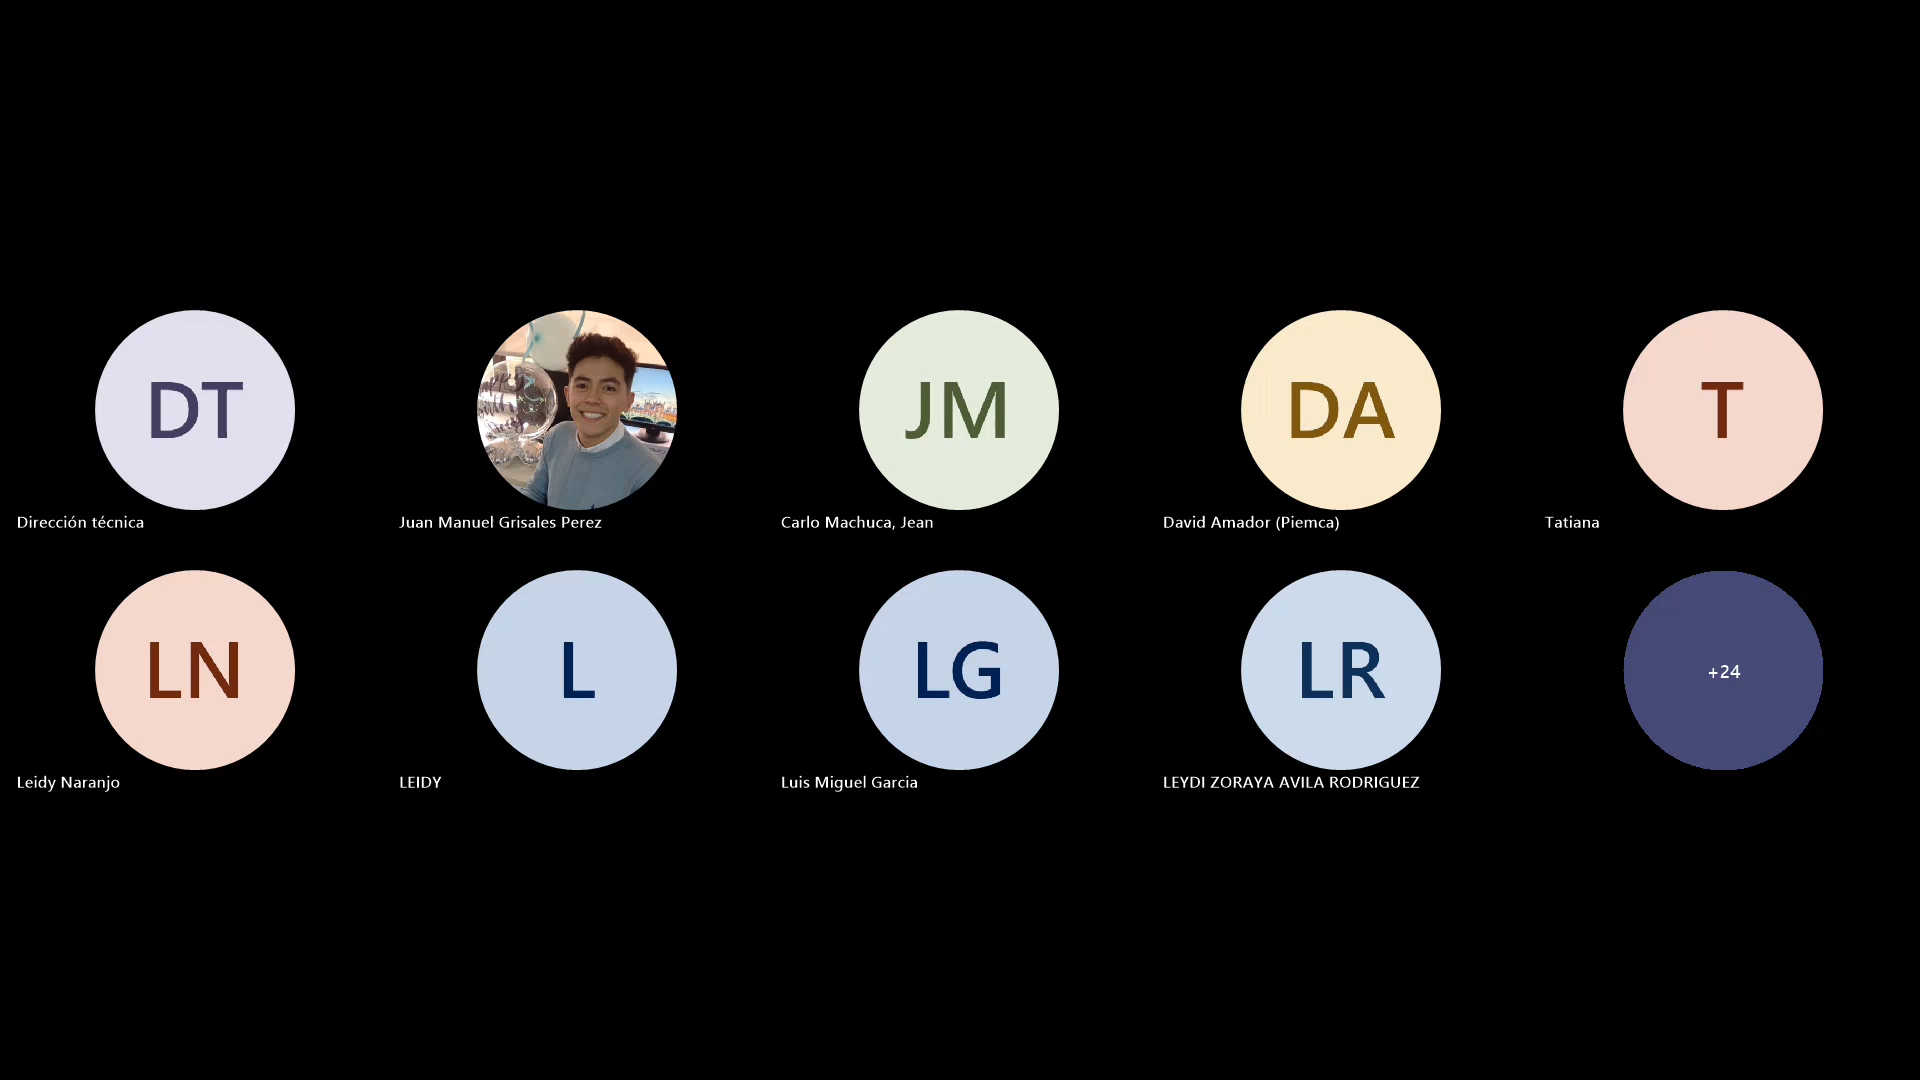 DT
JM
DA
T
Dirección técnica
Juan Manuel Grisales Perez
Carlo Machuca, Jean
David Amador (Piemca)
Tatiana
LN
L
LG
LR
+24
Leidy Naranjo
LEIDY
Luis Miguel Garcia
LEYDI ZORAYA AVILA RODRIGUEZ